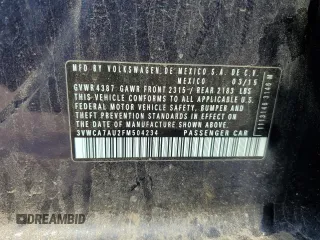 MFD BY VOLKSWAGEN DE MEXICO S.A. DE C.V.
MEXICO 03/15
GVWR4387 GAWR FRONT 2315-/REAR 2183 LBS
THIS VEHICLE CONFORMS TO ALL APPLICABLE
FEDERAL MOTOR VEHICLE SAFETY, BUMPER AND
THEFT PREVENTION STANDARDS IN EFFECT ON
THE DATE OF MANUFACTURE SHOWN ABOVE.
3VWCA7AU2FM504234 PASSENGER CAR
DREAMBID